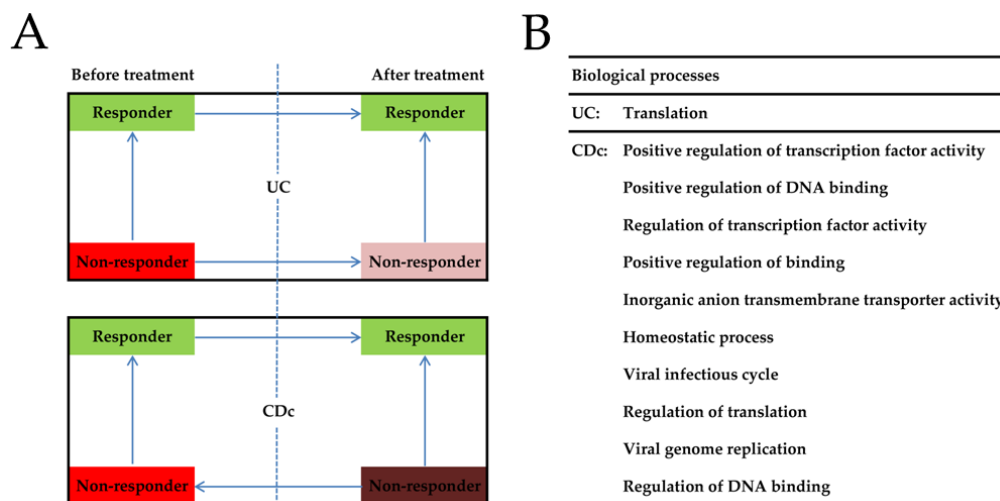 A
Before treatment
After treatment
Responder
Responder
UC
Non-responder
Non-responder
Responder
Responder
CDc
Non-responder
Non-responder
B
Biological processes
UC: Translation
CDc: Positive regulation of transcription factor activity
Positive regulation of DNA binding
Regulation of transcription factor activity
Positive regulation of binding
Inorganic anion transmembrane transporter activity
Homeostatic process
Viral infectious cycle
Regulation of translation
Viral genome replication
Regulation of DNA binding